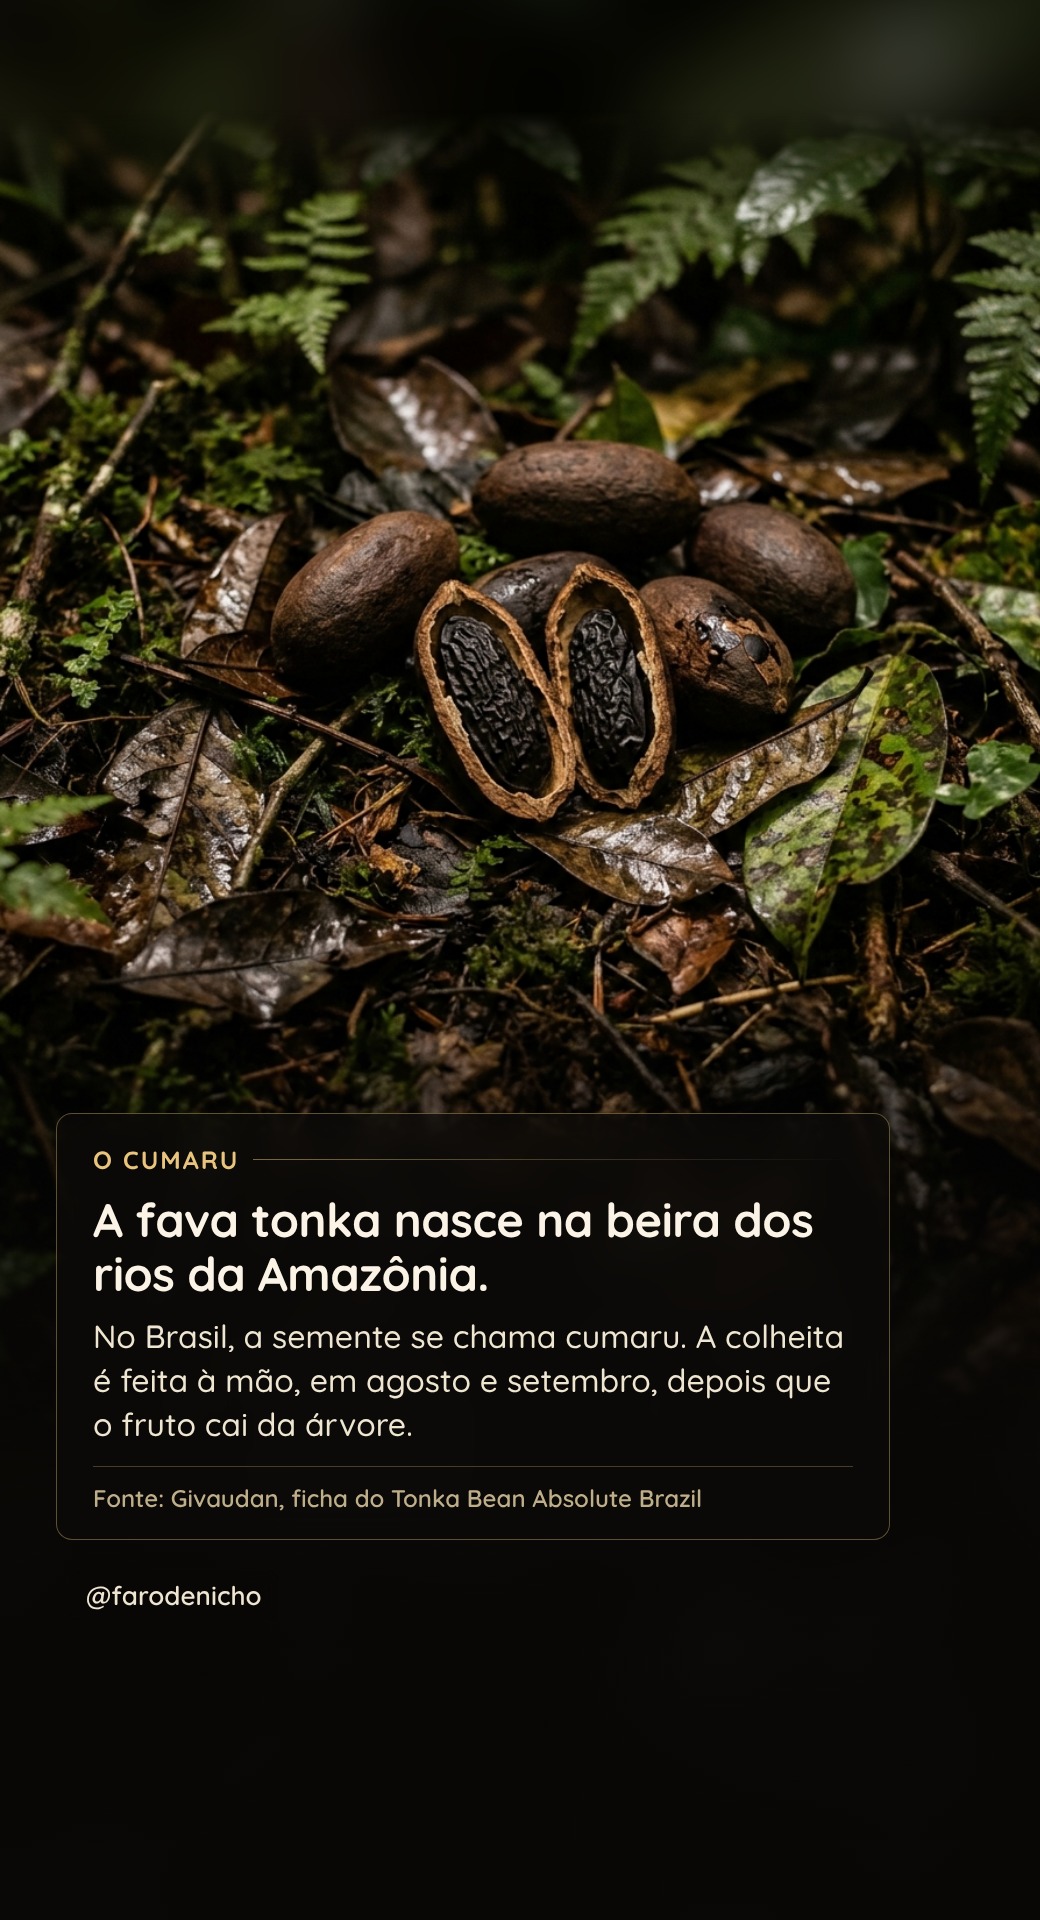 O CUMARU
A fava tonka nasce na beira dos
rios da Amazônia.
No Brasil, a semente se chama cumaru. A colheita
é feita à mão, em agosto e setembro, depois que
o fruto cai da árvore.
Fonte: Givaudan, ficha do Tonka Bean Absolute Brazil
@farodenicho